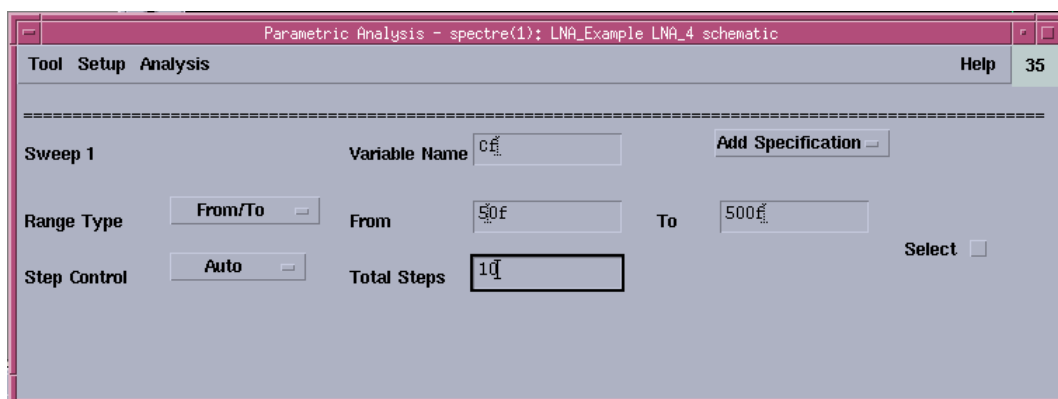 Parametric Analysis - spectre(1): LNA_Example LNA_4 schematic
Tool Setup Analysis Help 35
Sweep 1 Variable Name Cf Add Specification
Range Type From/To From 50f To 500f
Select
Step Control Auto Total Steps 10